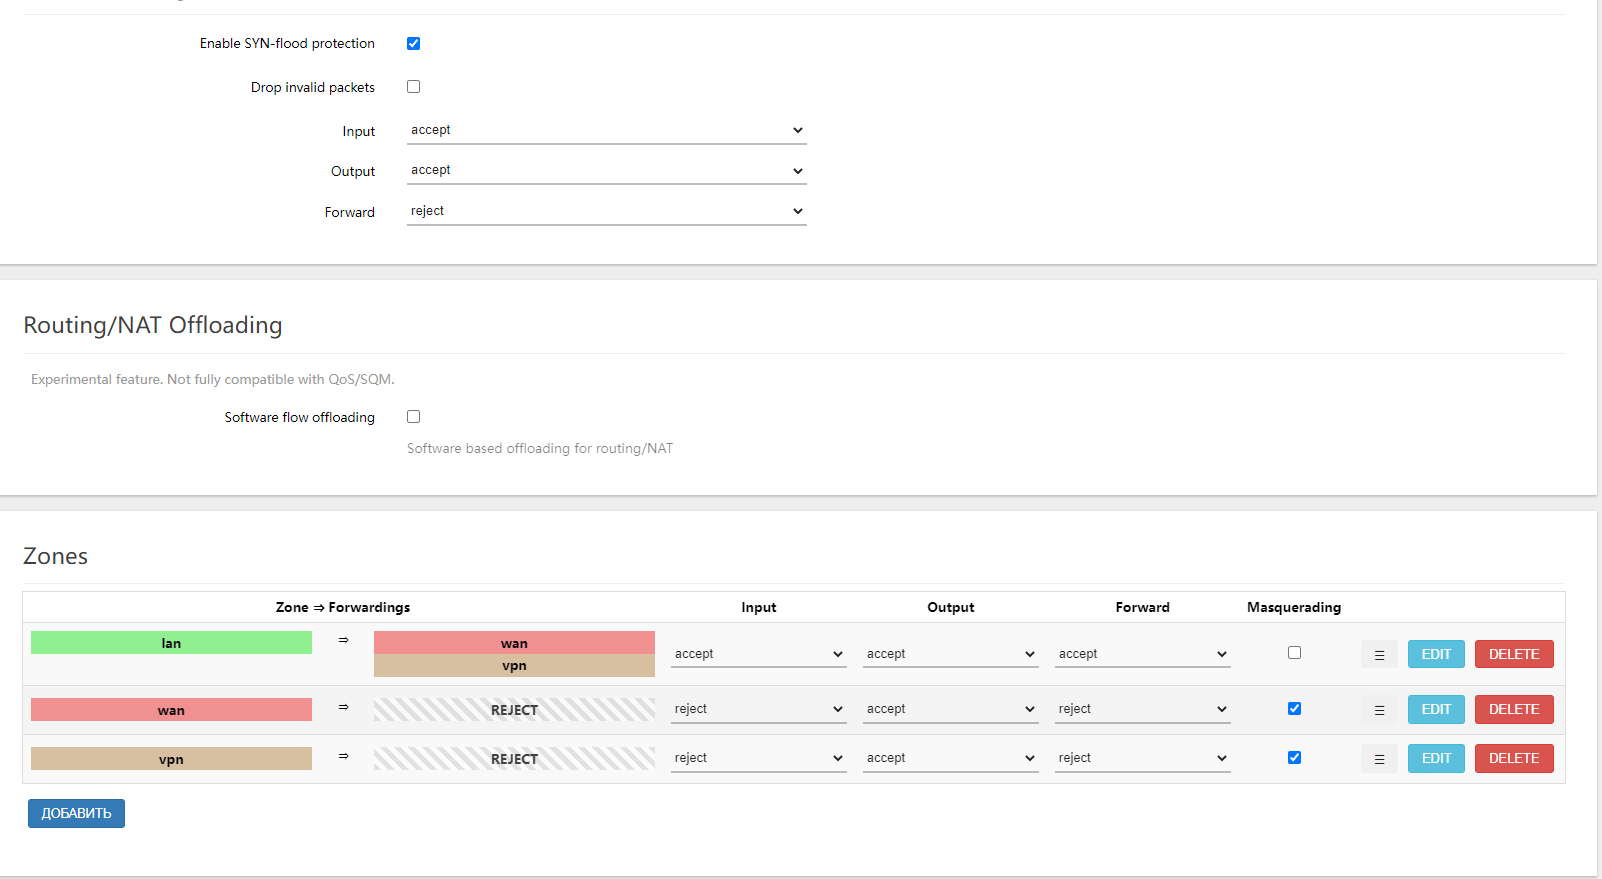 Enable SYN-flood protection
Drop invalid packets
Input accept
Output accept
Forward reject
Routing/NAT Offloading
Experimental feature. Not fully compatible with QoS/SQM.
Software flow offloading
Software based offloading for routing/NAT
Zones
Zone ⇒ Forwardings Input Output Forward Masquerading
lan ⇒ wan accept accept accept ☰ EDIT DELETE
vpn
wan ⇒ REJECT reject accept reject ☰ EDIT DELETE
vpn ⇒ REJECT reject accept reject ☰ EDIT DELETE
ДОБАВИТЬ